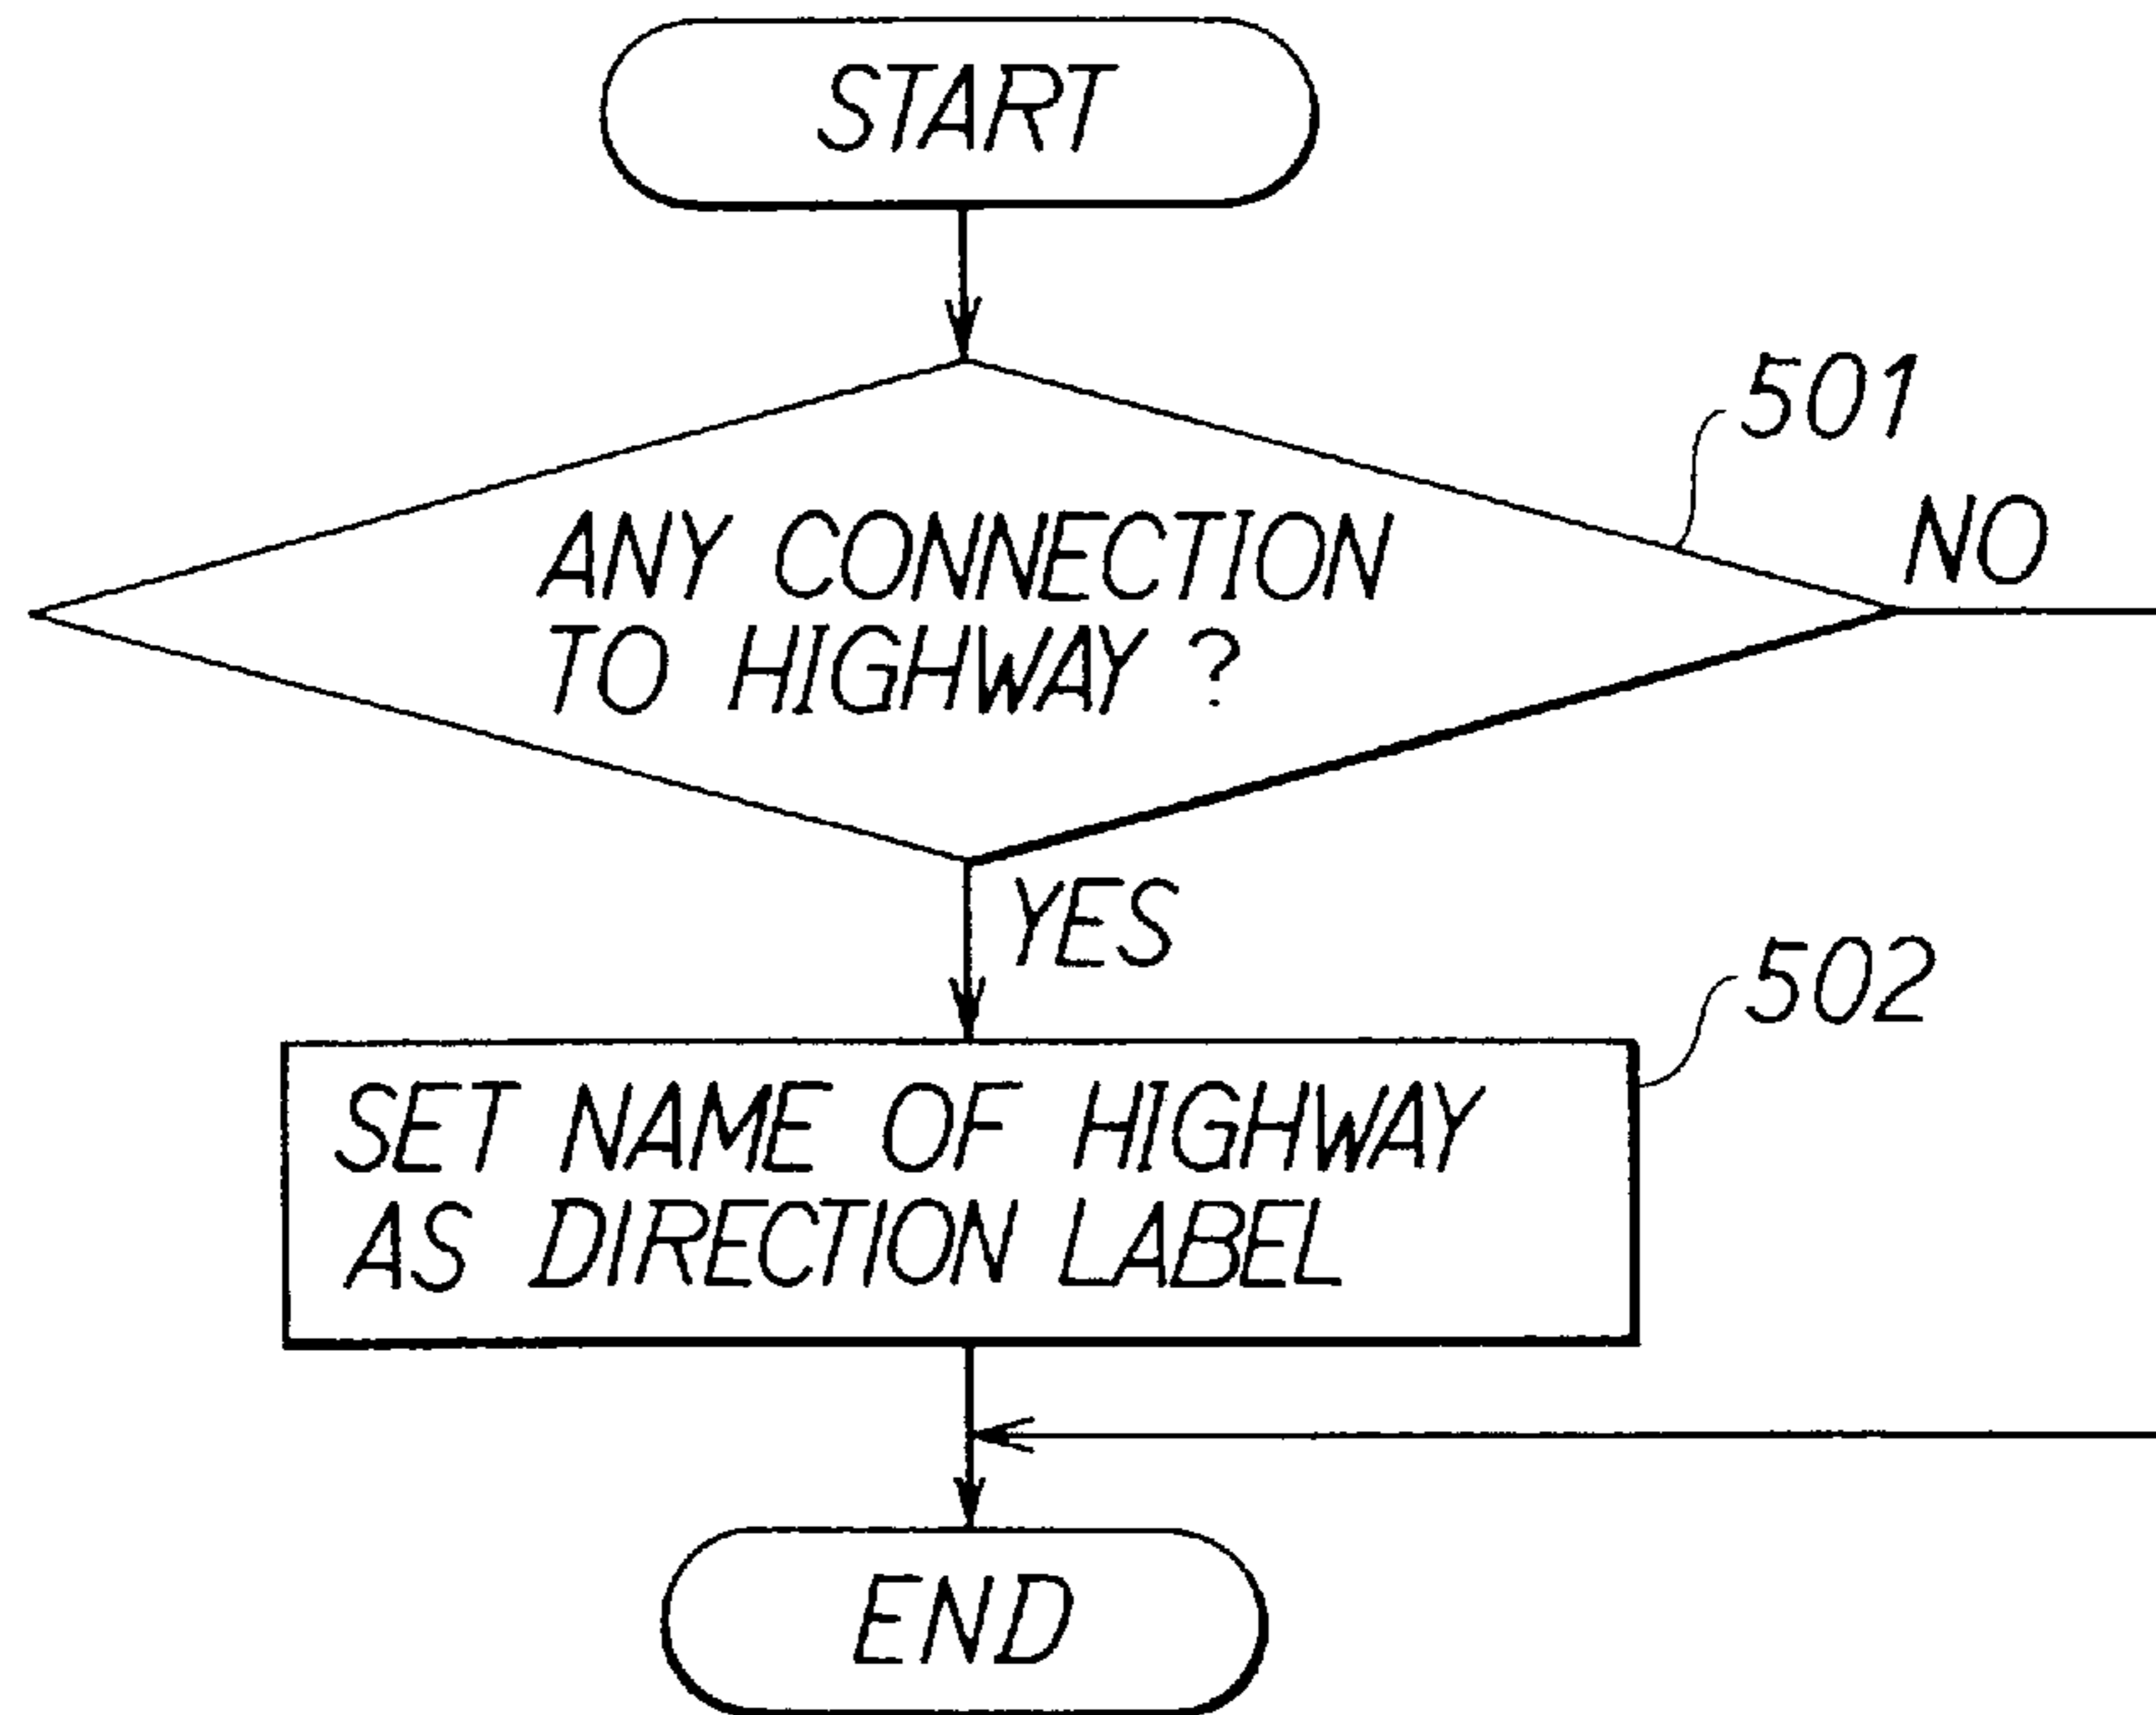 START
501
ANY CONNECTION
TO HIGHWAY ?
NO
YES
502
SET NAME OF HIGHWAY
AS DIRECTION LABEL
END